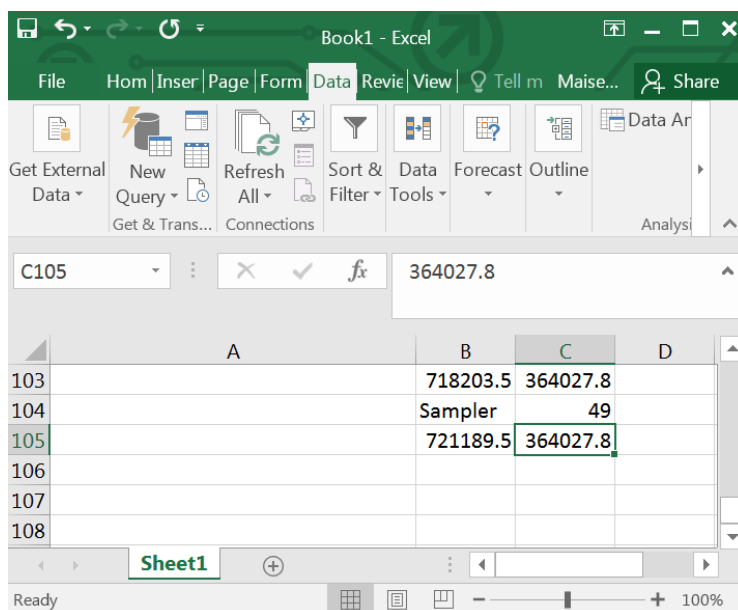 Book1 - Excel
File Hom Inser Page Form Data Revie View Tell m Maise... Share
Get External Data
New Query
Get & Trans...
Refresh All
Connections
Sort & Filter
Data Tools
Forecast
Outline
Data An
Analysi
C105 fx 364027.8
A B C D
103 718203.5 364027.8
104 Sampler 49
105 721189.5 364027.8
106
107
108
Sheet1
Ready 100%